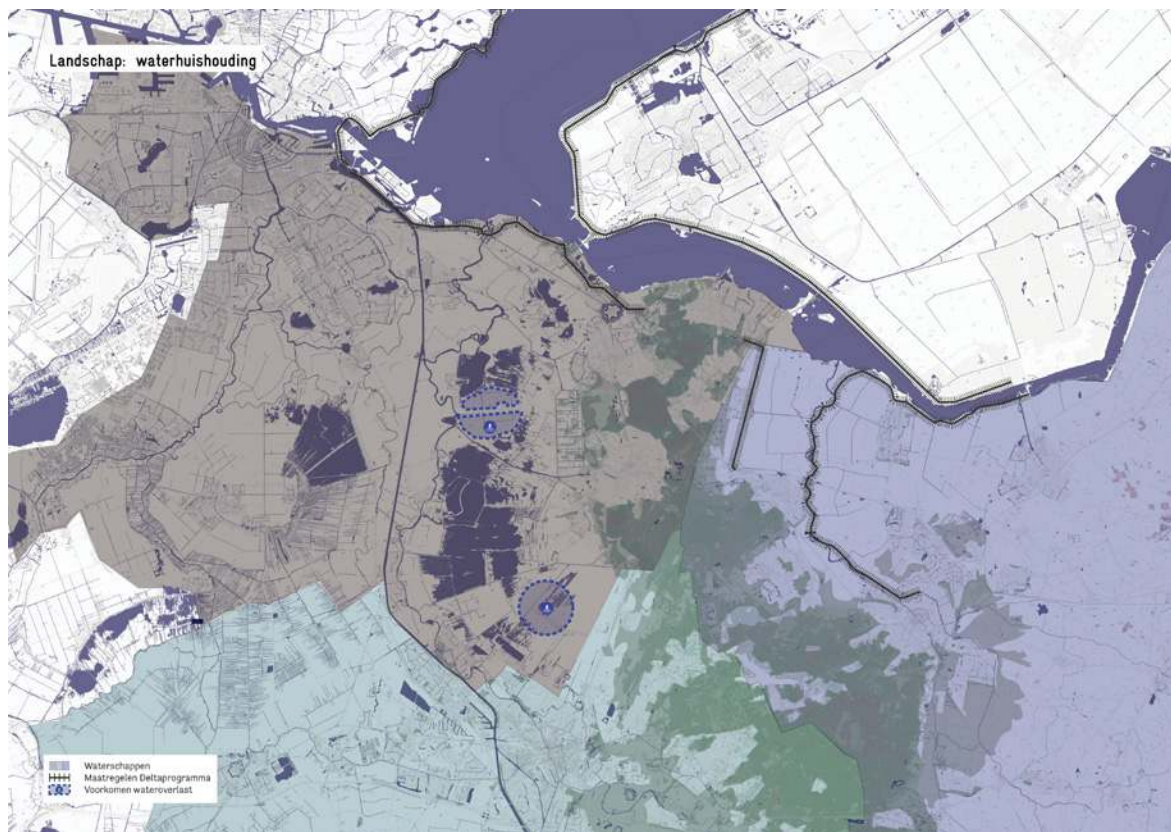 Landschap: waterhuishouding
Waterschappen
Maatregelen Deltaprogramma
Voorkomen wateroverlast